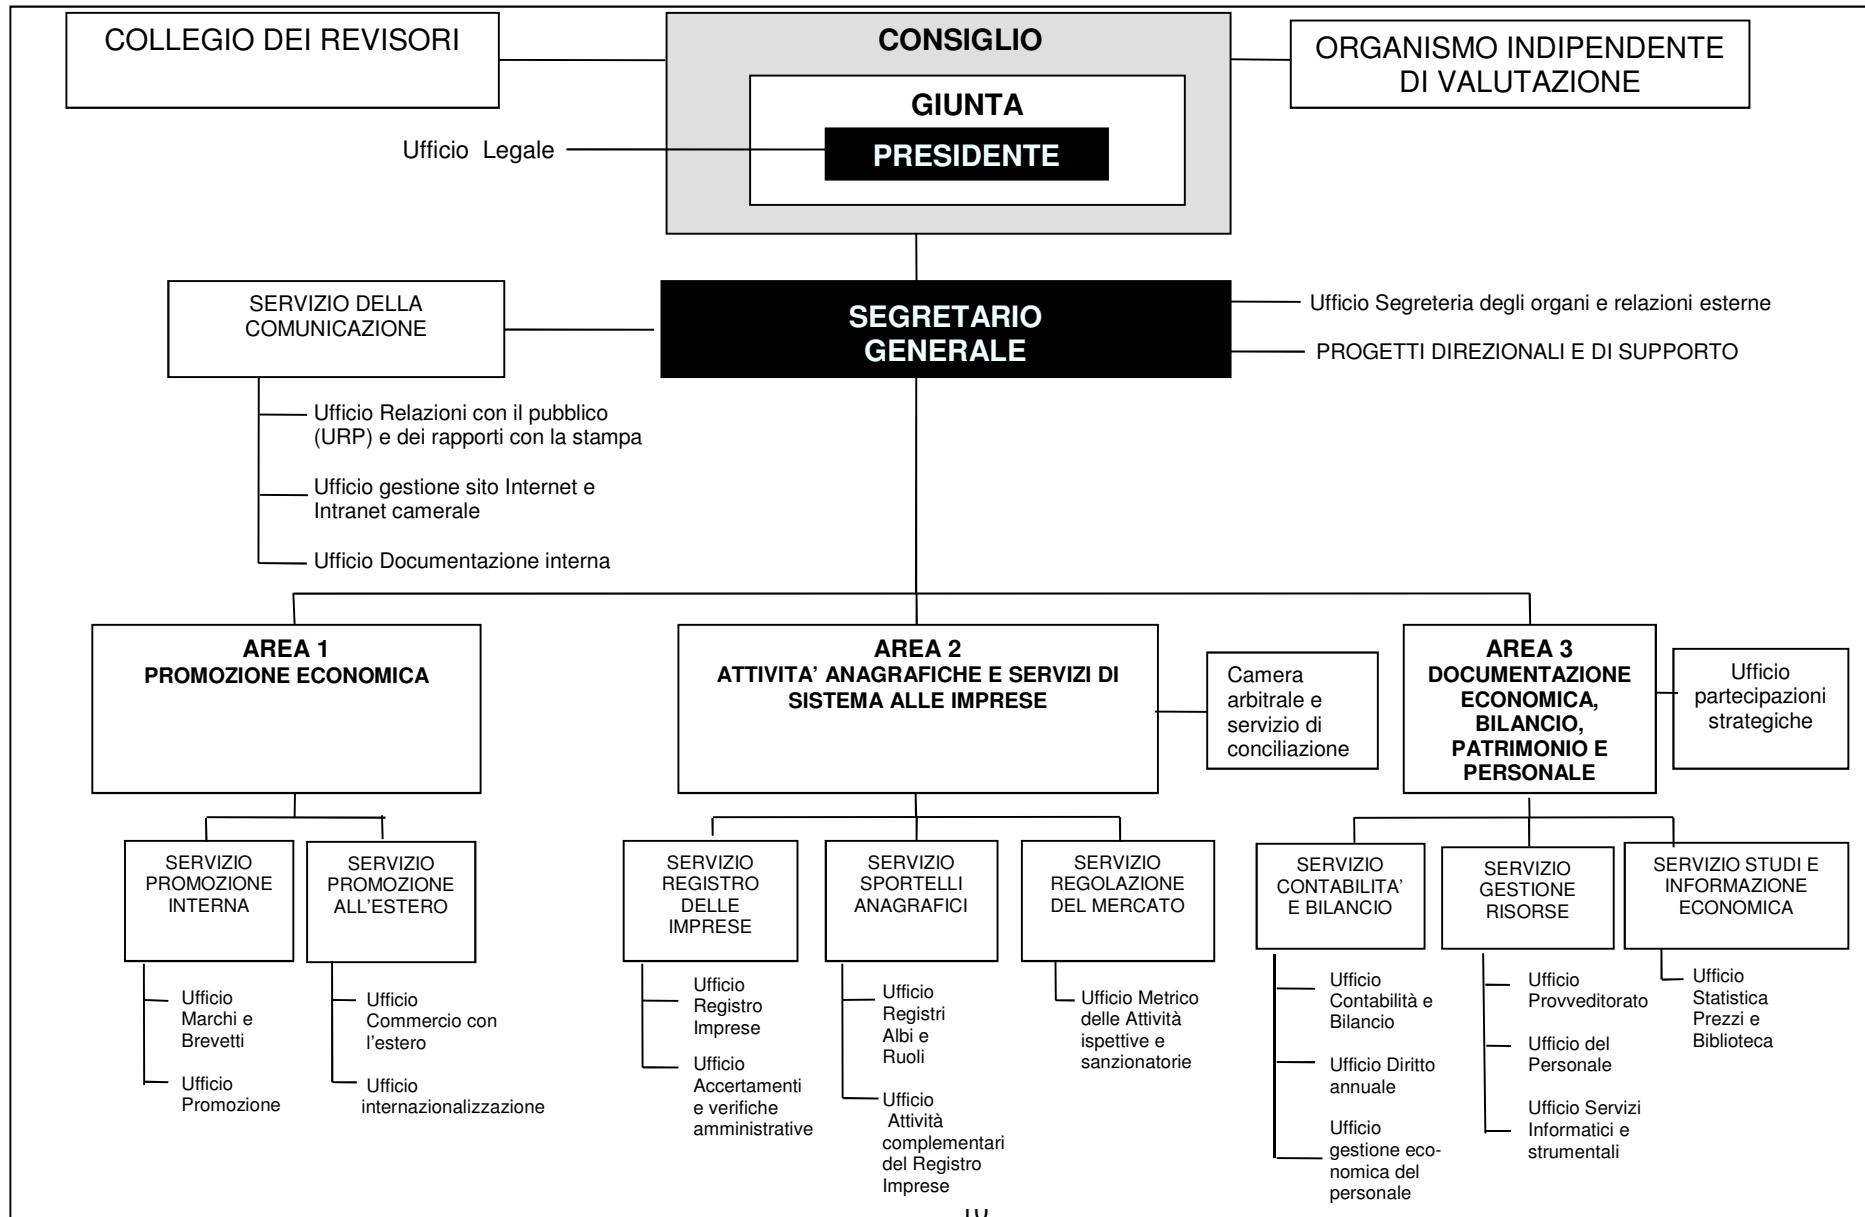 COLLEGIO DEI REVISORI
CONSIGLIO
ORGANISMO INDIPENDENTE
DI VALUTAZIONE
GIUNTA
Ufficio Legale
PRESIDENTE
SERVIZIO DELLA
COMUNICAZIONE
SEGRETARIO
GENERALE
Ufficio Segreteria degli organi e relazioni esterne
PROGETTI DIREZIONALI E DI SUPPORTO
Ufficio Relazioni con il pubblico
(URP) e dei rapporti con la stampa
Ufficio gestione sito Internet e
Intranet camerale
Ufficio Documentazione interna
AREA 1
PROMOZIONE ECONOMICA
AREA 2
ATTIVITA' ANAGRAFICHE E SERVIZI DI
SISTEMA ALLE IMPRESE
Camera
arbitrale e
servizio di
conciliazione
AREA 3
DOCUMENTAZIONE
ECONOMICA,
BILANCIO,
PATRIMONIO E
PERSONALE
Ufficio
partecipazioni
strategiche
SERVIZIO
PROMOZIONE
INTERNA
SERVIZIO
PROMOZIONE
ALL'ESTERO
SERVIZIO
REGISTRO
DELLE
IMPRESE
SERVIZIO
SPORTELLI
ANAGRAFICI
SERVIZIO
REGOLAZIONE
DEL MERCATO
SERVIZIO
CONTABILITA'
E BILANCIO
SERVIZIO
GESTIONE
RISORSE
SERVIZIO STUDI E
INFORMAZIONE
ECONOMICA
Ufficio
Marchi e
Brevetti
Ufficio
Promozione
Ufficio
Commercio con
l'estero
Ufficio
internazionalizzazione
Ufficio
Registro
Imprese
Ufficio
Accertamenti
e verifiche
amministrative
Ufficio
Registri
Albi e
Ruoli
Ufficio
Attività
complementari
del Registro
Imprese
Ufficio Metrico
delle Attività
ispettive e
sanzionatorie
Ufficio
Contabilità e
Bilancio
Ufficio Diritto
annuale
Ufficio
gestione eco-
nomica del
personale
Ufficio
Provveditorato
Ufficio del
Personale
Ufficio Servizi
Informatici e
strumentali
Ufficio
Statistica
Prezzi e
Biblioteca